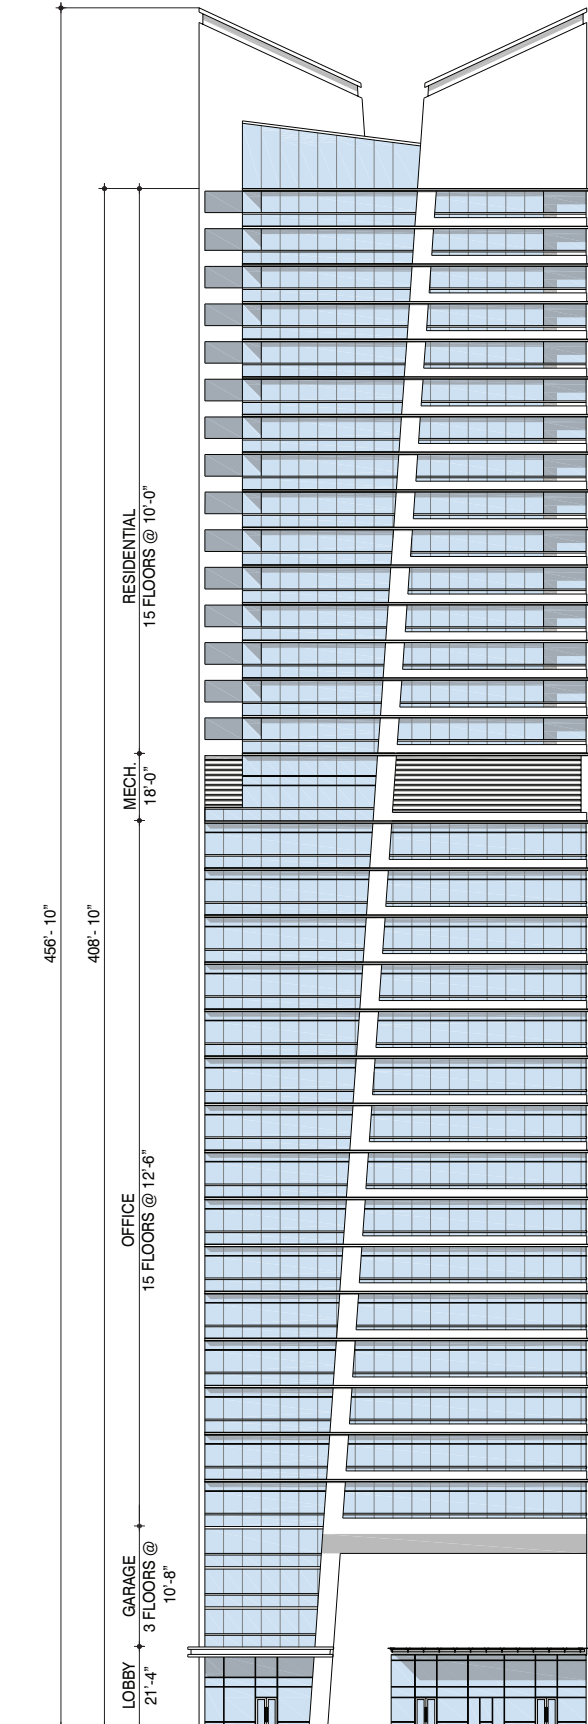 RESIDENTIAL
15 FLOORS @ 10'-0"
MECH.
18'-0"
456'- 10"
408'- 10"
OFFICE
15 FLOORS @ 12'-6"
GARAGE
3 FLOORS @
10'-8"
LOBBY
21'-4"